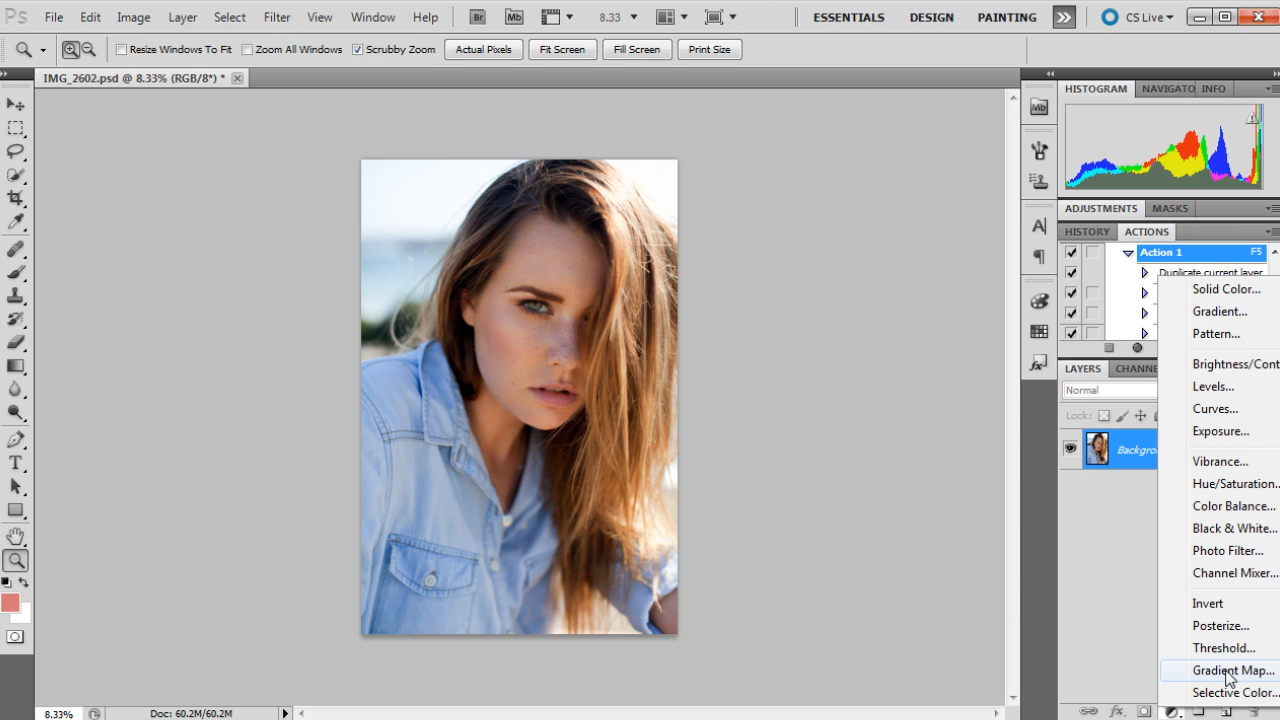 Ps File Edit Image Layer Select Filter View Window Help Br Mb 8.33 ESSENTIALS DESIGN PAINTING CS Live
Resize Windows To Fit Zoom All Windows Scrubby Zoom Actual Pixels Fit Screen Fill Screen Print Size
IMG_2602.psd @ 8.33% (RGB/8*) *
HISTOGRAM NAVIGATO INFO
Mb
ADJUSTMENTS MASKS
HISTORY ACTIONS
Action 1 F5
Duplicate current layer
Solid Color...
Gradient...
Pattern...
Brightness/Cont
Levels...
Curves...
Exposure...
Vibrance...
Hue/Saturation...
Color Balance...
Black & White...
Photo Filter...
Channel Mixer...
Invert
Posterize...
Threshold...
Gradient Map...
Selective Color...
LAYERS CHANNE
Normal
Lock:
Backgro
8.33% Doc: 60.2M/60.2M